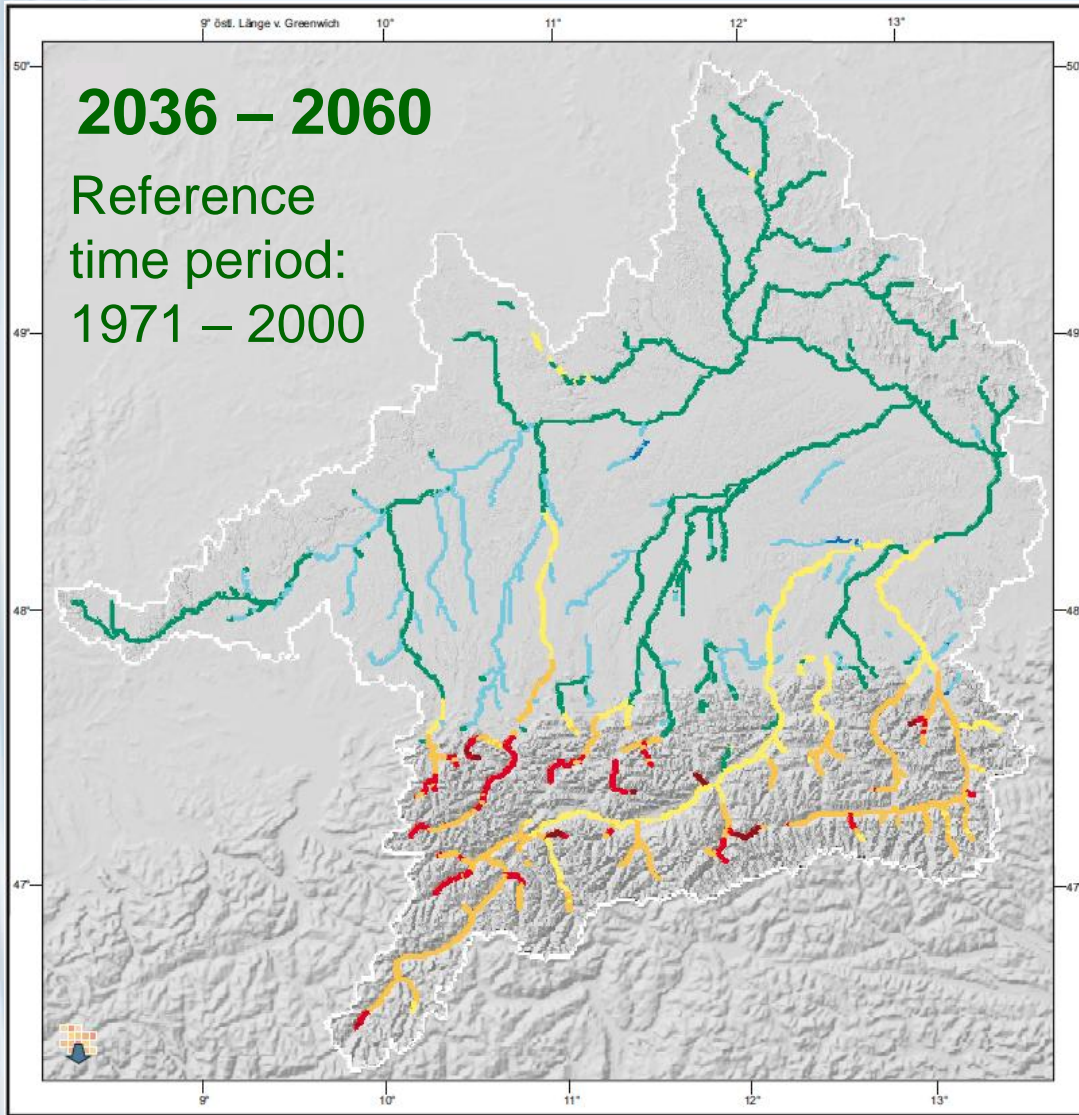 9° östl. Länge v. Greenwich 10° 11° 12° 13°
50° 50°
2036 – 2060
Reference
time period:
1971 – 2000
49° 49°
48° 48°
47° 47°
9° 10° 11° 12° 13°